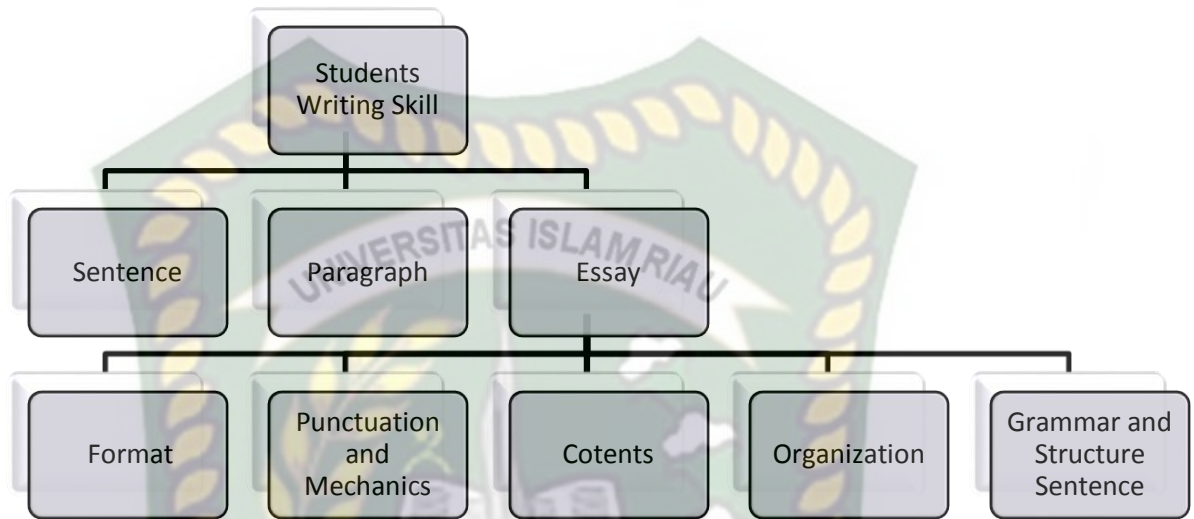 Students
Writing Skill
UNIVERSITAS ISLAM RIAU
Sentence
Paragraph
Essay
Format
Punctuation
and
Mechanics
Cotents
Organization
Grammar and
Structure
Sentence